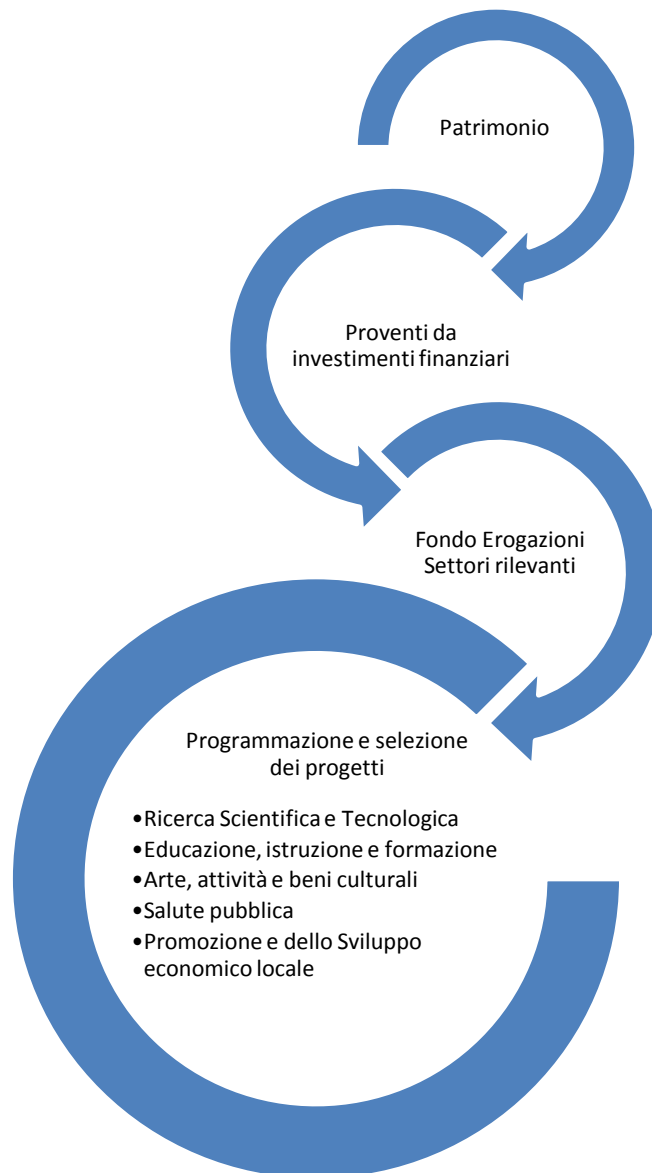 Patrimonio
Proventi da
investimenti finanziari
Fondo Erogazioni
Settori rilevanti
Programmazione e selezione
dei progetti
•Ricerca Scientifica e Tecnologica
•Educazione, istruzione e formazione
•Arte, attività e beni culturali
•Salute pubblica
•Promozione e dello Sviluppo
economico locale